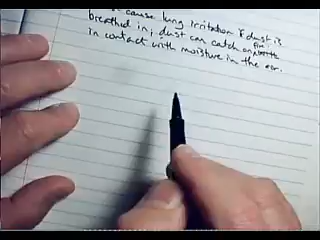 cause lung irritation if dust is
breathed in, dust can catch on fire
in contact with moisture in the air.